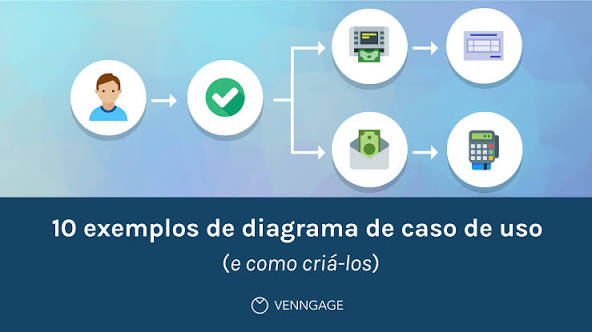 10 exemplos de diagrama de caso de uso
(e como criá-los)
VENNGAGE